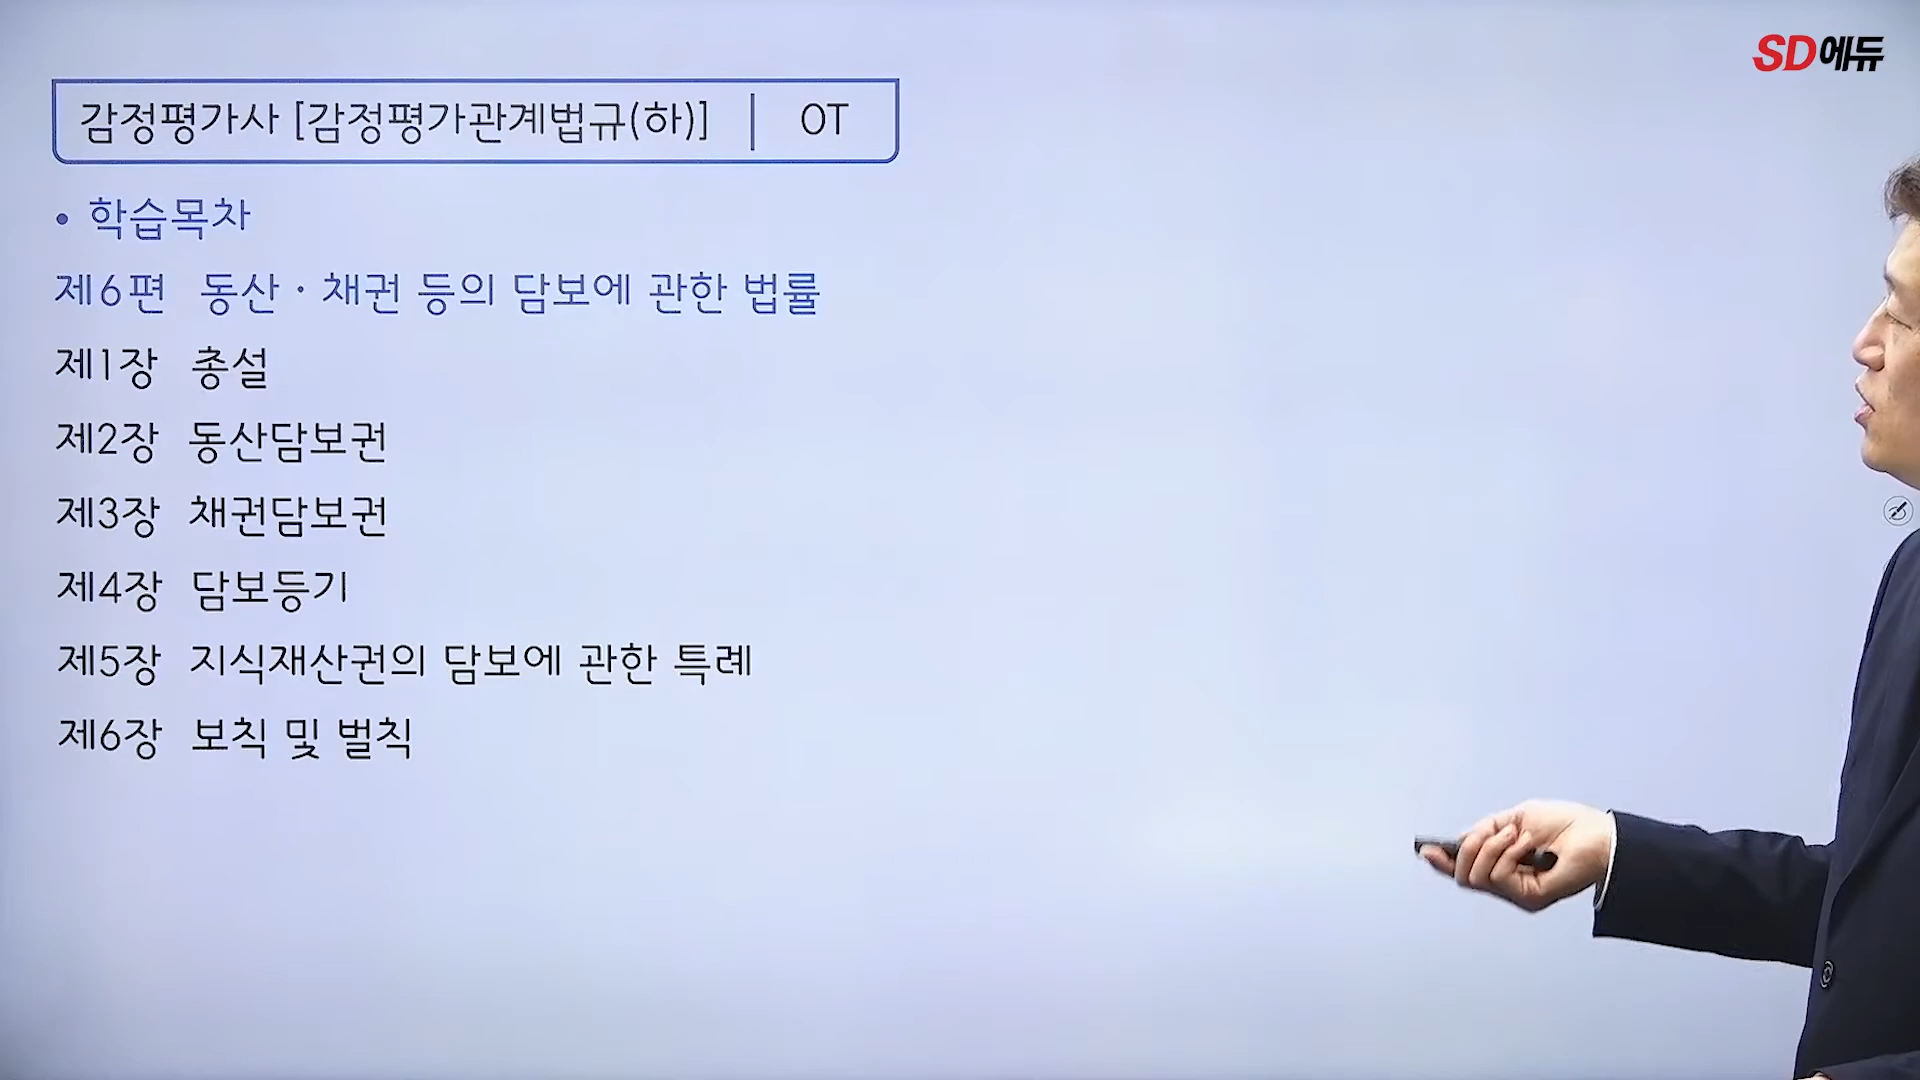 SD에듀
감정평가사 [감정평가관계법규(하)] | OT
• 학습목차
제6편 동산 · 채권 등의 담보에 관한 법률
제1장 총설
제2장 동산담보권
제3장 채권담보권
제4장 담보등기
제5장 지식재산권의 담보에 관한 특례
제6장 보칙 및 벌칙